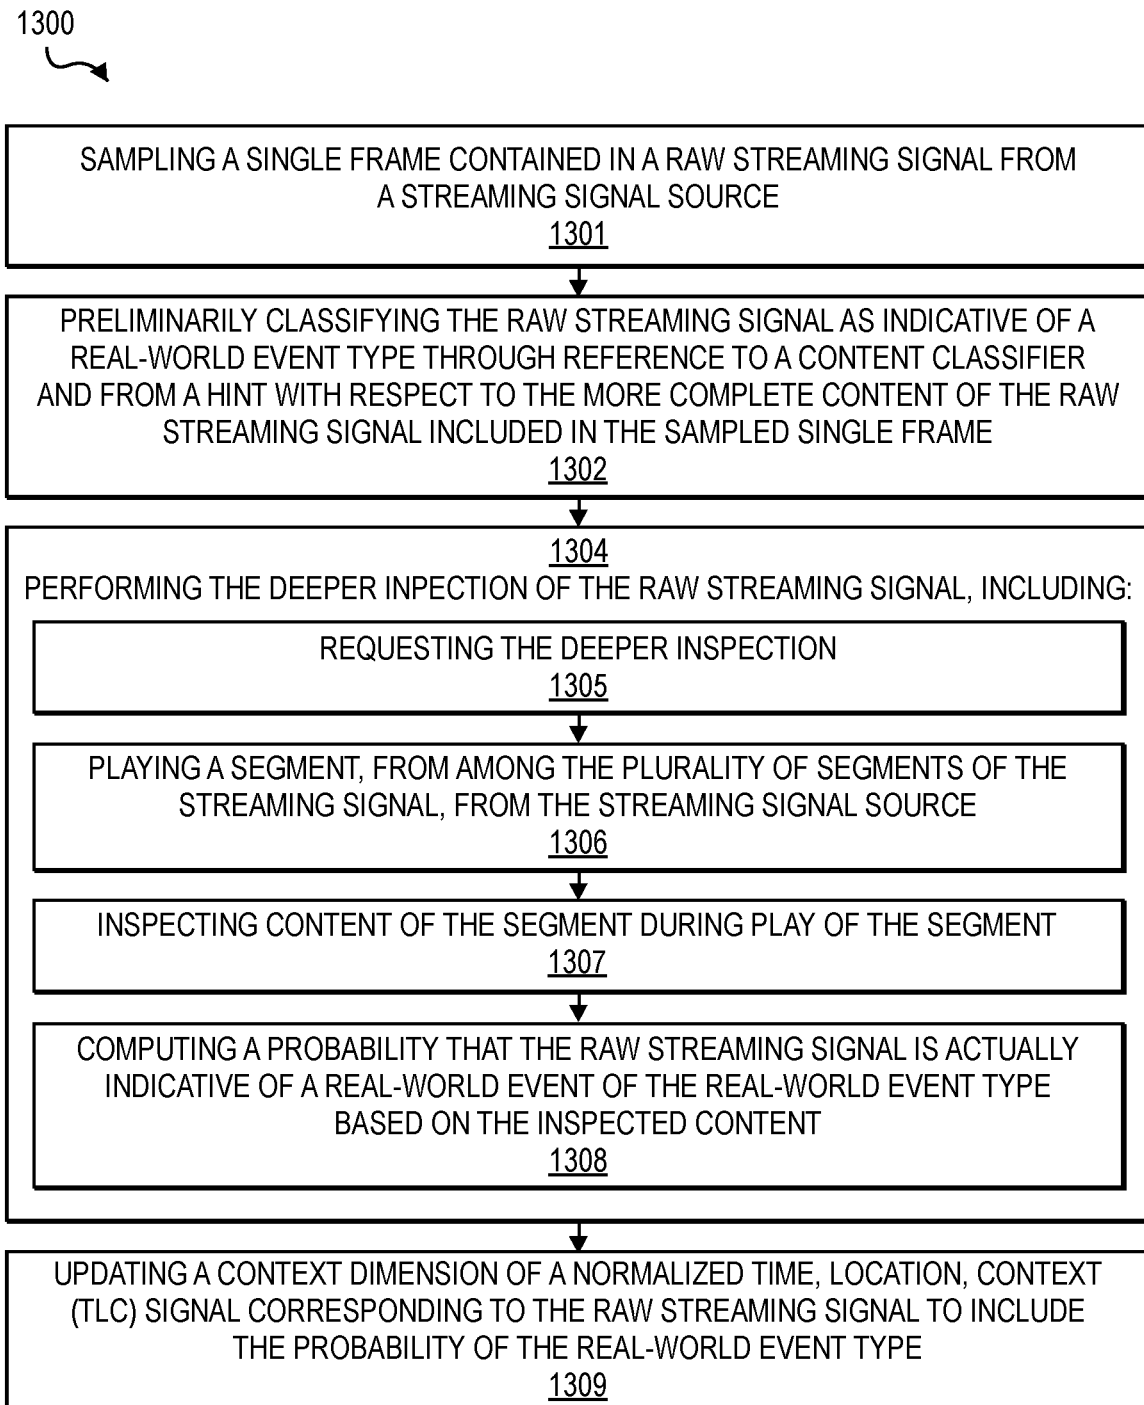 1300
SAMPLING A SINGLE FRAME CONTAINED IN A RAW STREAMING SIGNAL FROM
A STREAMING SIGNAL SOURCE
1301
PRELIMINARILY CLASSIFYING THE RAW STREAMING SIGNAL AS INDICATIVE OF A
REAL-WORLD EVENT TYPE THROUGH REFERENCE TO A CONTENT CLASSIFIER
AND FROM A HINT WITH RESPECT TO THE MORE COMPLETE CONTENT OF THE RAW
STREAMING SIGNAL INCLUDED IN THE SAMPLED SINGLE FRAME
1302
1304
PERFORMING THE DEEPER INPECTION OF THE RAW STREAMING SIGNAL, INCLUDING:
REQUESTING THE DEEPER INSPECTION
1305
PLAYING A SEGMENT, FROM AMONG THE PLURALITY OF SEGMENTS OF THE
STREAMING SIGNAL, FROM THE STREAMING SIGNAL SOURCE
1306
INSPECTING CONTENT OF THE SEGMENT DURING PLAY OF THE SEGMENT
1307
COMPUTING A PROBABILITY THAT THE RAW STREAMING SIGNAL IS ACTUALLY
INDICATIVE OF A REAL-WORLD EVENT OF THE REAL-WORLD EVENT TYPE
BASED ON THE INSPECTED CONTENT
1308
UPDATING A CONTEXT DIMENSION OF A NORMALIZED TIME, LOCATION, CONTEXT
(TLC) SIGNAL CORRESPONDING TO THE RAW STREAMING SIGNAL TO INCLUDE
THE PROBABILITY OF THE REAL-WORLD EVENT TYPE
1309